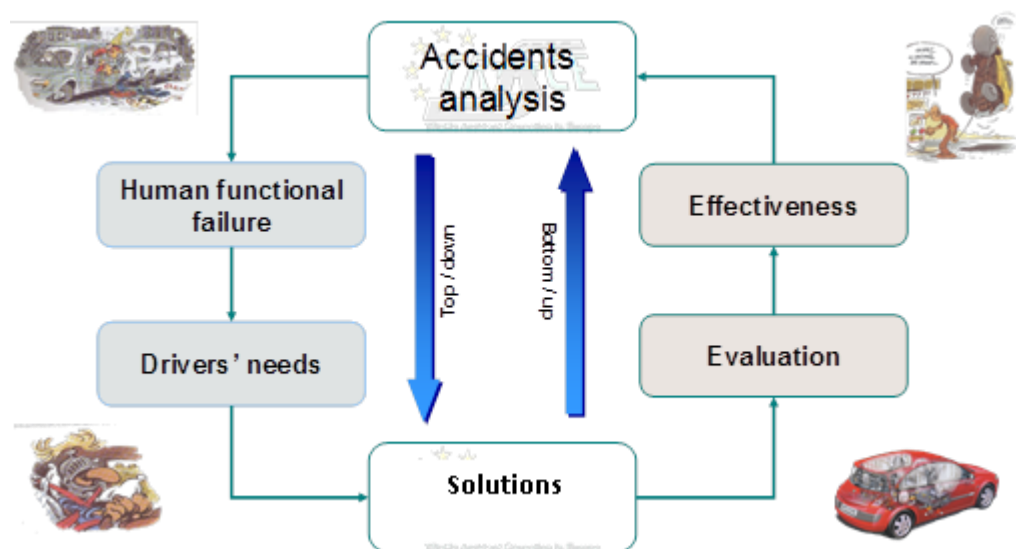 Accidents
analysis
Human functional
failure
Effectiveness
Top / down
Bottom / up
Drivers' needs
Evaluation
Solutions